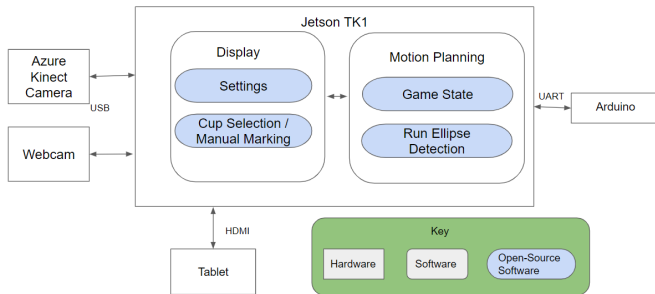 Jetson TK1
Azure
Kinect
Camera
USB
Webcam
Display
Settings
Cup Selection /
Manual Marking
Motion Planning
Game State
Run Ellipse
Detection
UART
Arduino
HDMI
Tablet
Key
Hardware
Software
Open-Source
Software